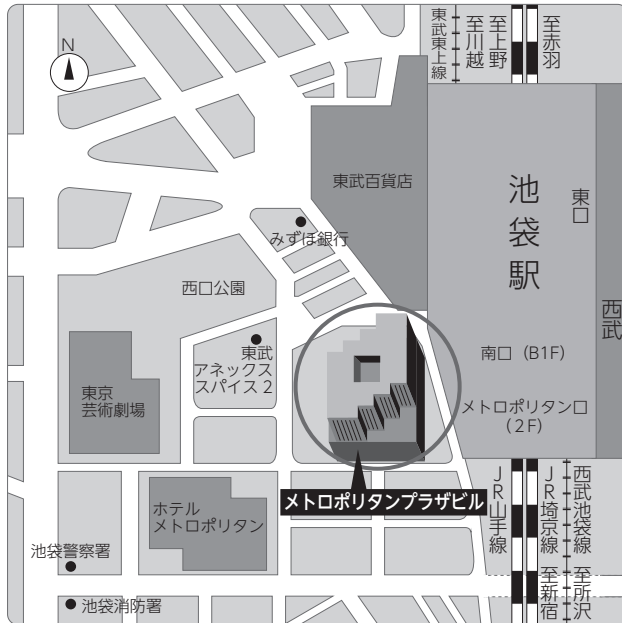 N
東武東上線
至川越
至上野
至赤羽
東武百貨店
池袋駅
東口
西武
みずほ銀行
西口公園
東武
アネックス
スパイス2
南口（B1F）
メトロポリタン口
（2F）
東京
芸術劇場
メトロポリタンプラザビル
ホテル
メトロポリタン
JR山手線
JR埼京線
西武池袋線
池袋警察署
池袋消防署
至新宿
至所沢